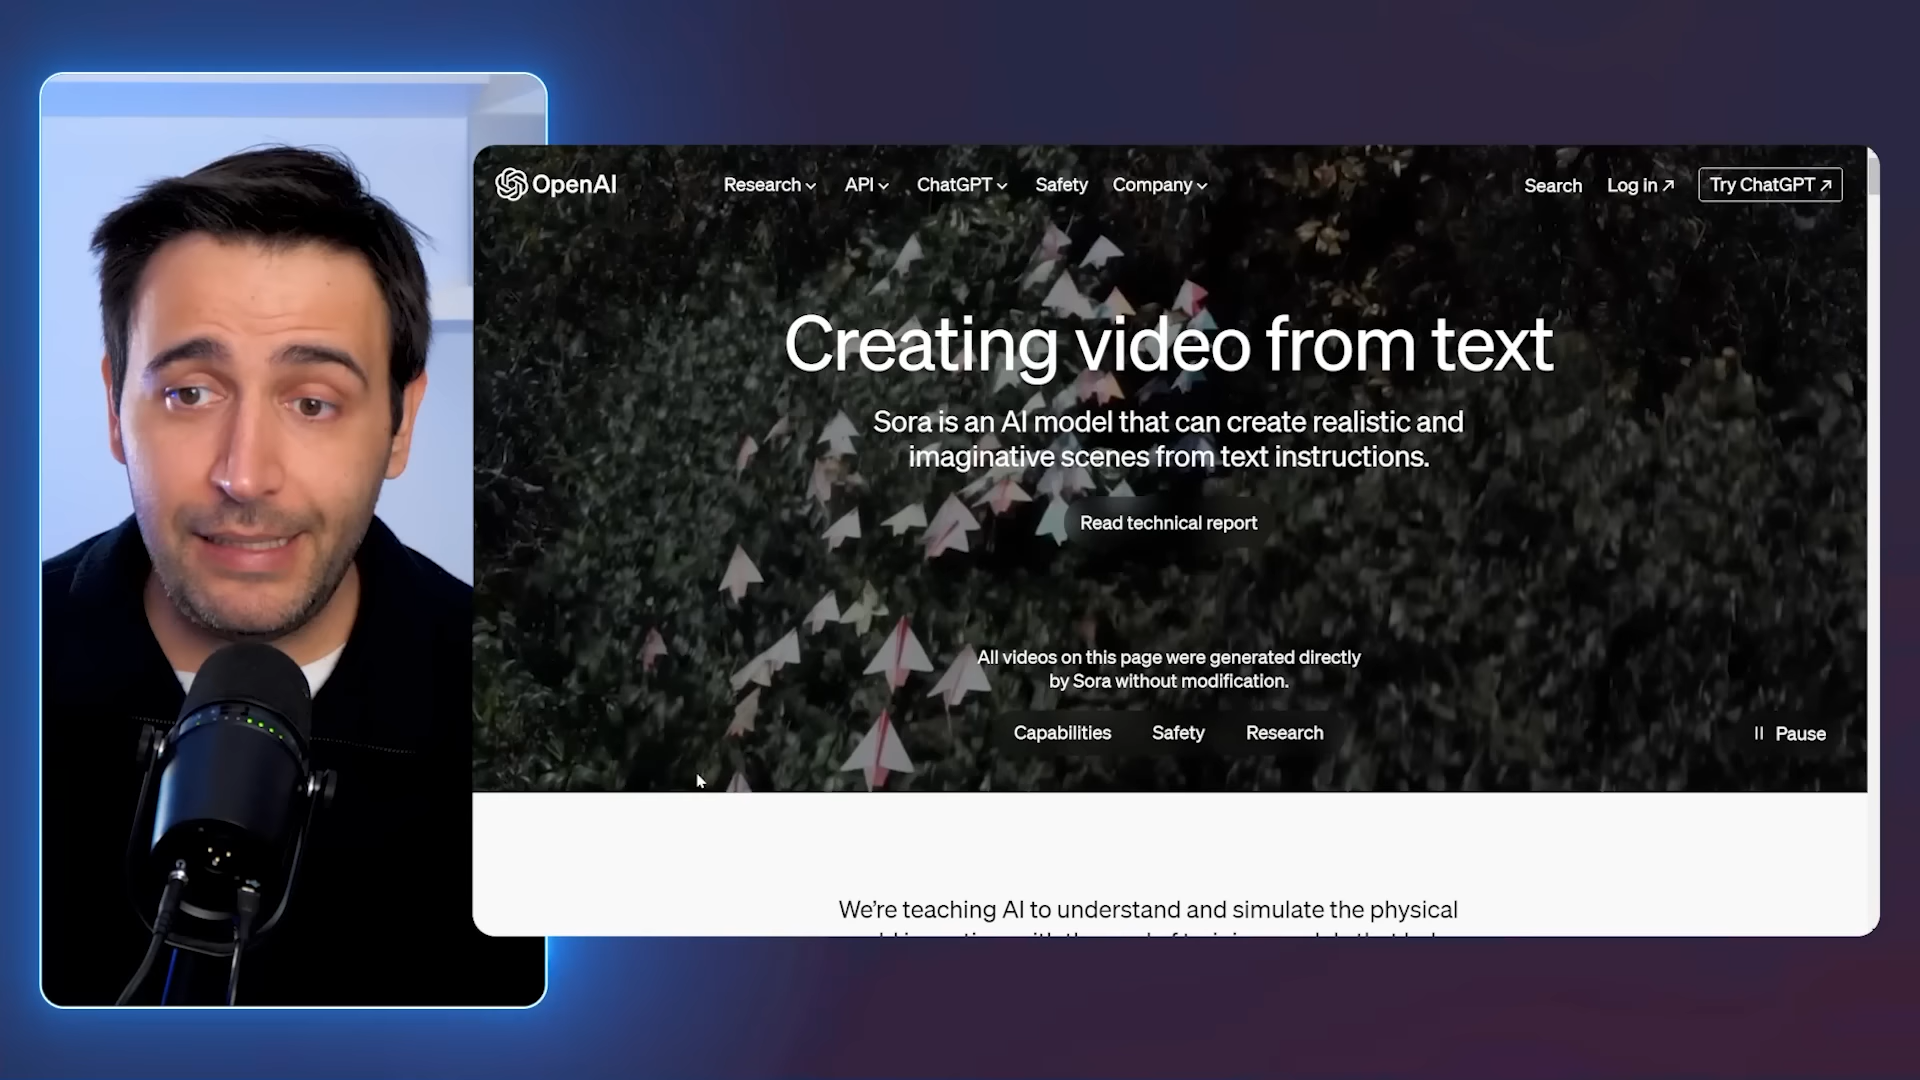 OpenAI
Research
API
ChatGPT
Safety
Company
Search
Log in
Try ChatGPT
Creating video from text
Sora is an AI model that can create realistic and
imaginative scenes from text instructions.
Read technical report
All videos on this page were generated directly
by Sora without modification.
Capabilities
Safety
Research
Pause
We're teaching AI to understand and simulate the physical